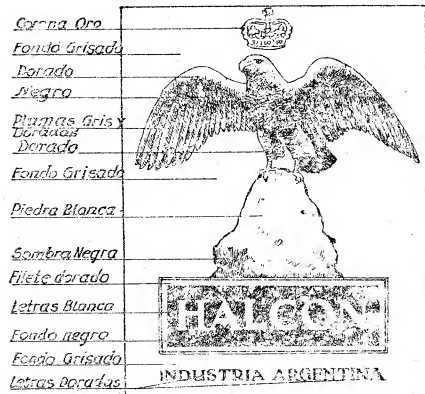 Corona Oro
Fondo Grisado
Dorado
Negro
Plumas Gris y
Doradas
Dorado
Fondo Grisado
Piedra Blanca
Sombra Negra
Filete dorado
Letras Blanca
Fondo negro
Fondo Grisado
Letras Doradas
HALCON
INDUSTRIA ARGENTINA